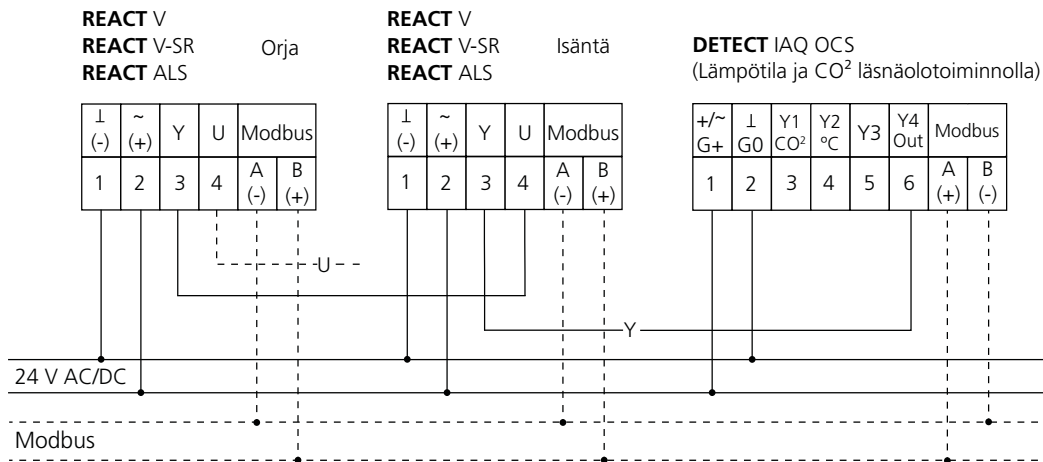 REACT V
REACT V-SR Orja
REACT ALS
⊥ ~ Y U Modbus
(-) (+)
1 2 3 4 A B
(-) (+)
REACT V
REACT V-SR Isäntä
REACT ALS
⊥ ~ Y U Modbus
(-) (+)
1 2 3 4 A B
(-) (+)
DETECT IAQ OCS
(Lämpötila ja CO² läsnäolotoiminnolla)
+/~ ⊥ Y1 Y2 Y3 Y4 Modbus
G+ G0 CO² ºC Out
1 2 3 4 5 6 A B
(+) (-)
U
Y
24 V AC/DC
Modbus